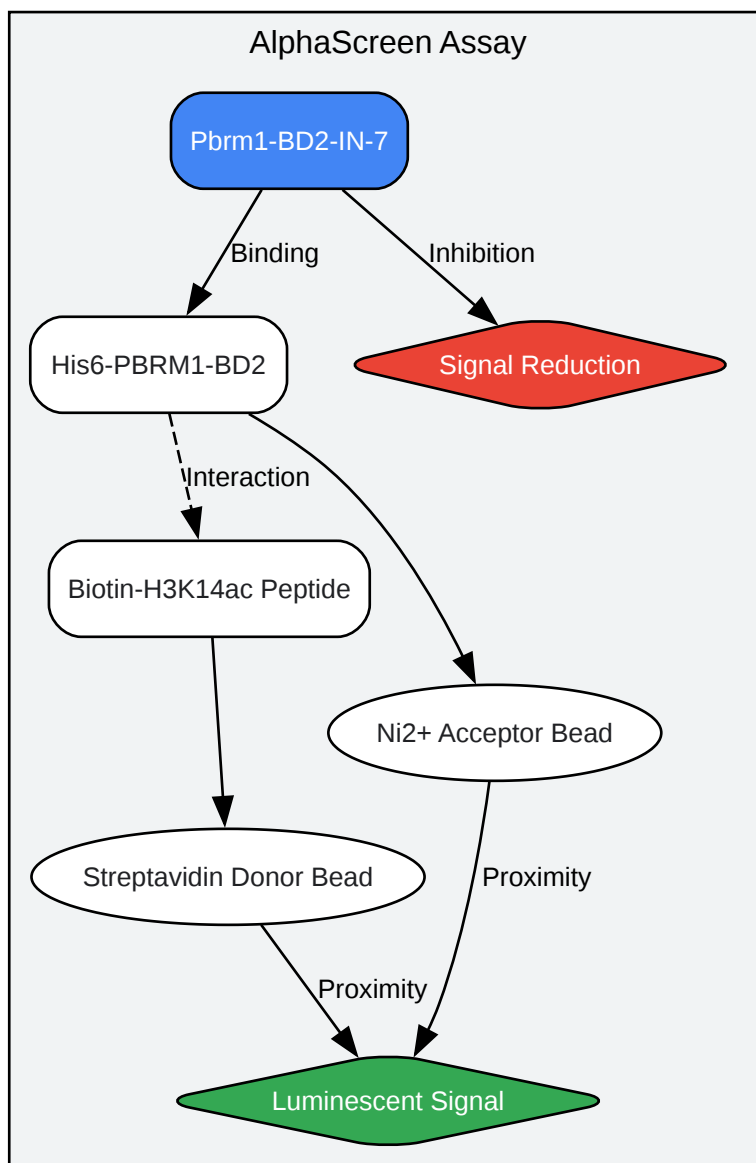 AlphaScreen Assay
Pbrm1-BD2-IN-7
Binding
Inhibition
His6-PBRM1-BD2
Signal Reduction
Interaction
Biotin-H3K14ac Peptide
Ni2+ Acceptor Bead
Streptavidin Donor Bead
Proximity
Proximity
Luminescent Signal